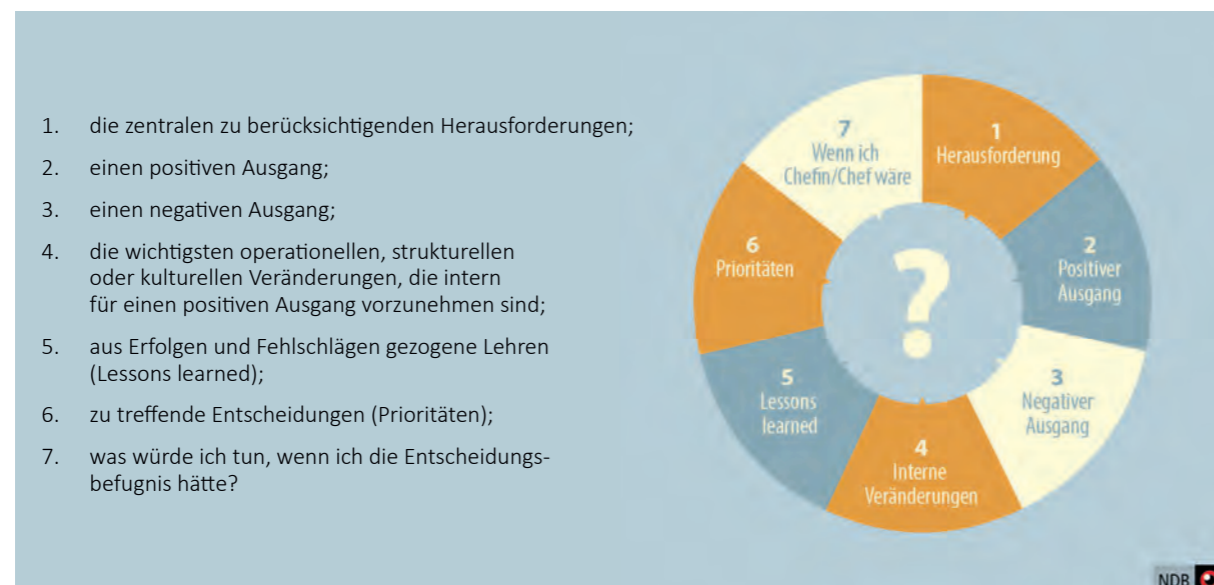 1. die zentralen zu berücksichtigenden Herausforderungen;
2. einen positiven Ausgang;
3. einen negativen Ausgang;
4. die wichtigsten operationellen, strukturellen
oder kulturellen Veränderungen, die intern
für einen positiven Ausgang vorzunehmen sind;
5. aus Erfolgen und Fehlschlägen gezogene Lehren
(Lessons learned);
6. zu treffende Entscheidungen (Prioritäten);
7. was würde ich tun, wenn ich die Entscheidungs-
befugnis hätte?
1
Herausforderung
2
Positiver
Ausgang
3
Negativer
Ausgang
4
Interne
Veränderungen
5
Lessons
learned
6
Prioritäten
7
Wenn ich
Chefin/Chef wäre
?
NDB